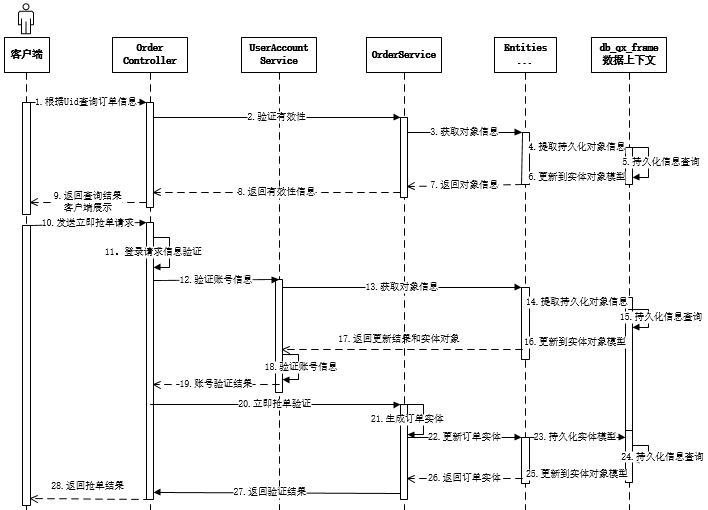 客户端
Order
Controller
UserAccount
Service
OrderService
Entities
...
db_qx_frame
数据上下文
1.根据Uid查询订单信息
2.验证有效性
3.获取对象信息
4.提取持久化对象信息
5.持久化信息查询
6.更新到实体对象模型
7.返回对象信息
8.返回有效性信息
9.返回查询结果
客户端展示
10.发送立即抢单请求
11. 登录请求信息验证
12.验证账号信息
13.获取对象信息
14.提取持久化对象信息
15.持久化信息查询
16.更新到实体对象模型
17.返回更新结果和实体对象
18.验证账号信息
19.账号验证结果
20.立即抢单验证
21.生成订单实体
22.更新订单实体
23.持久化实体模型
24.持久化信息查询
25.更新到实体对象模型
26.返回订单实体
27.返回验证结果
28.返回抢单结果